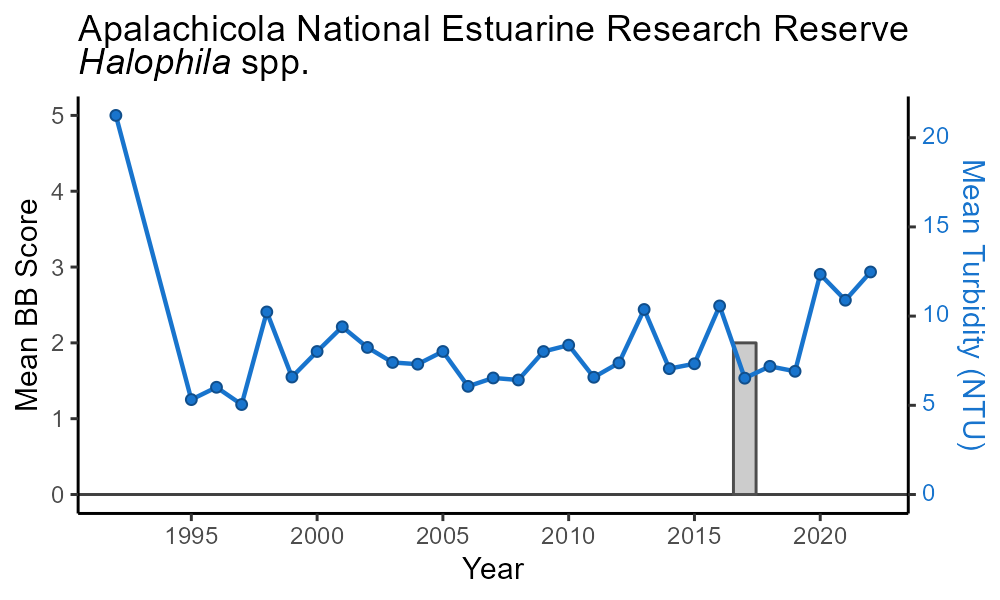 Apalachicola National Estuarine Research Reserve
Halophila spp.
5
4
3
2
1
0
Mean BB Score
20
15
10
5
0
Mean Turbidity (NTU)
1995 2000 2005 2010 2015 2020
Year